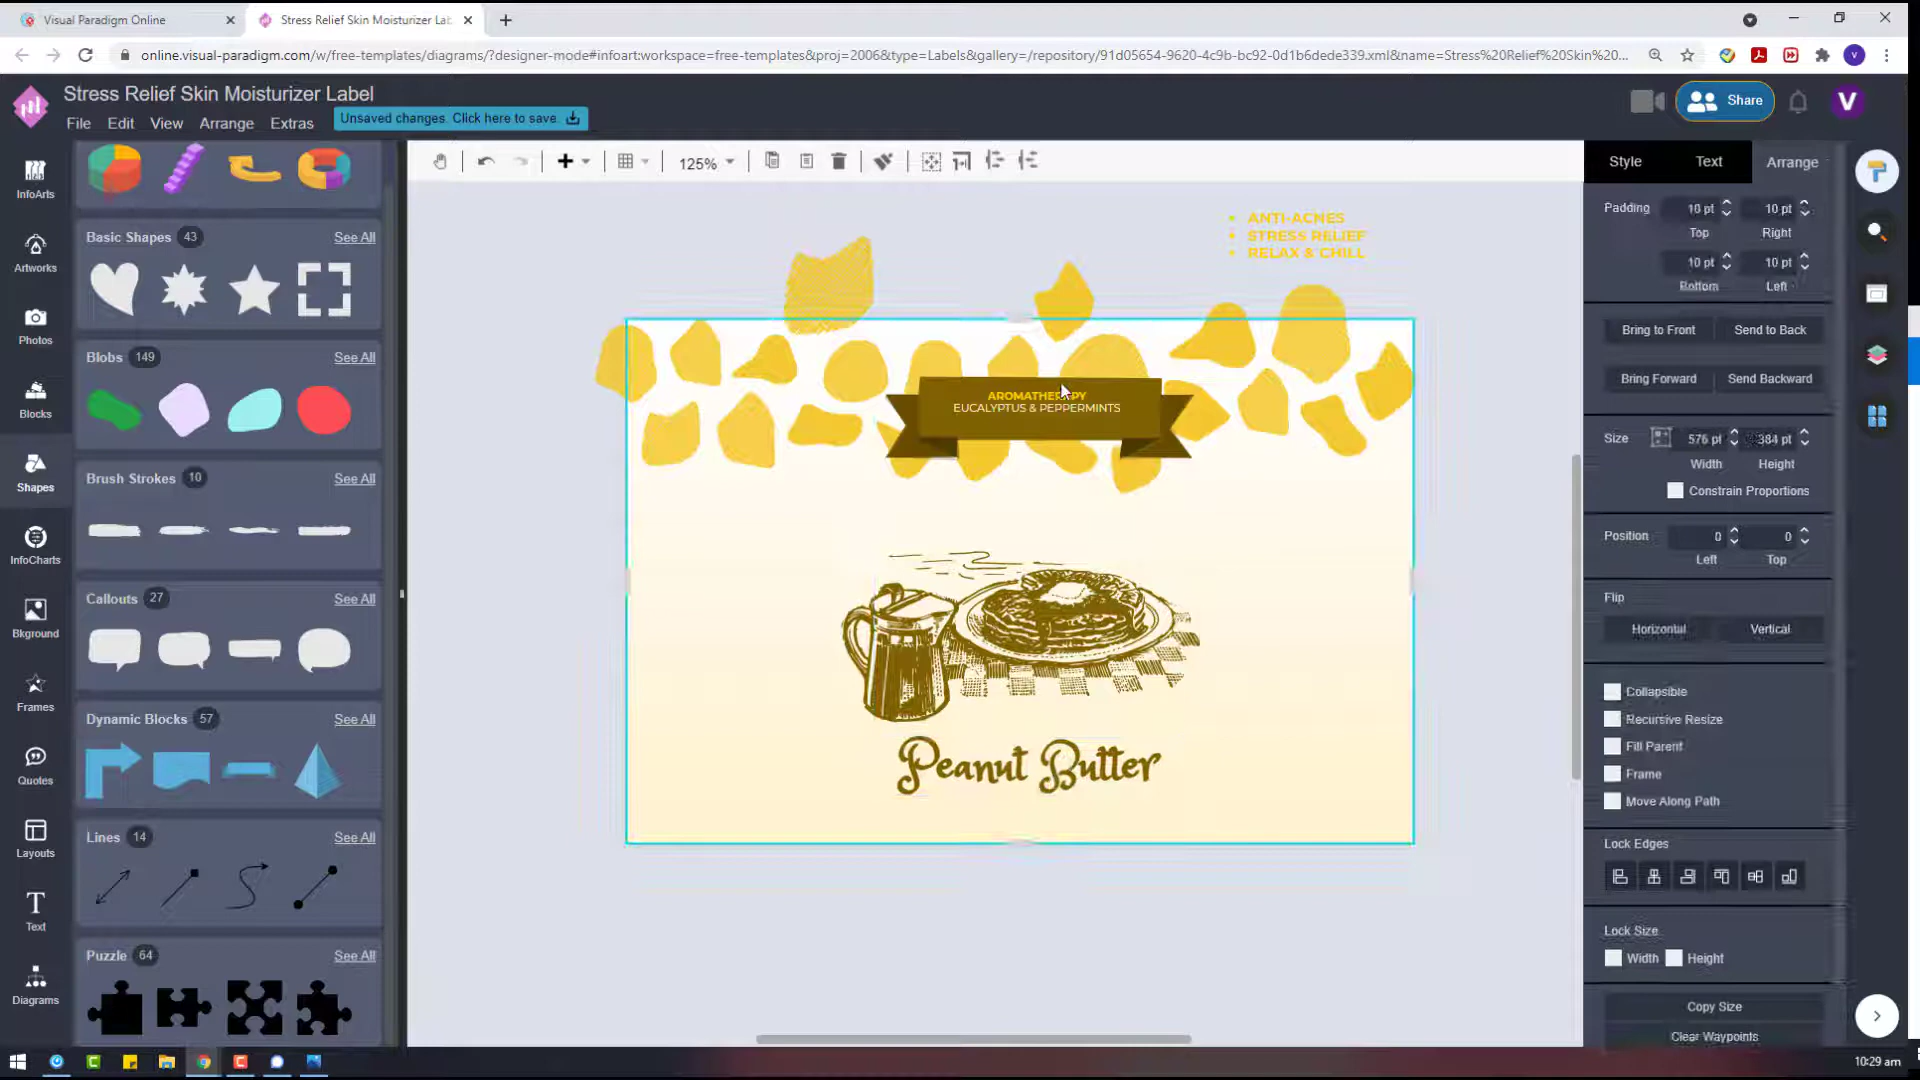 Visual Paradigm Online
Stress Relief Skin Moisturizer Lab
online.visual-paradigm.com/w/free-templates/diagrams/?designer-mode#infoart:workspace=free-templates&proj=2006&type=Labels&gallery=/repository/91d05654-9620-4c9b-bc92-0d1b6dede339.xml&name=Stress%20Relief%20Skin%20...
V
Stress Relief Skin Moisturizer Label
File Edit View Arrange Extras
Unsaved changes. Click here to save.
Share
V
InfoArts
Artworks
Photos
Blocks
Shapes
InfoCharts
Bkground
Frames
Quotes
Layouts
Text
Diagrams
Basic Shapes 43 See All
Blobs 149 See All
Brush Strokes 10 See All
Callouts 27 See All
Dynamic Blocks 57 See All
Lines 14 See All
Puzzle 64 See All
125%
ANTI-ACNES
STRESS RELIEF
RELAX & CHILL
AROMATHERAPY
EUCALYPTUS & PEPPERMINTS
Peanut Butter
Style Text Arrange
Padding 10 pt 10 pt
Top Right
10 pt 10 pt
Bottom Left
Bring to Front Send to Back
Bring Forward Send Backward
Size 576 pt 384 pt
Width Height
Constrain Proportions
Position 0 0
Left Top
Flip
Horizontal Vertical
Collapsible
Recursive Resize
Fill Parent
Frame
Move Along Path
Lock Edges
Lock Size
Width Height
Copy Size
Clear Waypoints
10:29 am